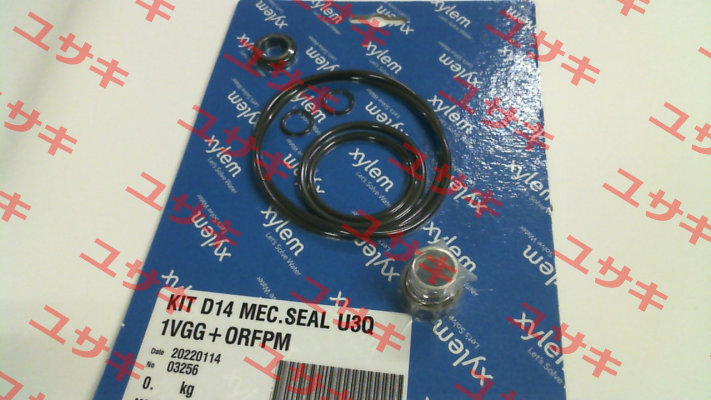 xylem
Let's Solve Water
KIT D14 MEC.SEAL U3Q
1VGG+ORFPM
Date 20220114
No 03256
0. kg
ユサキ